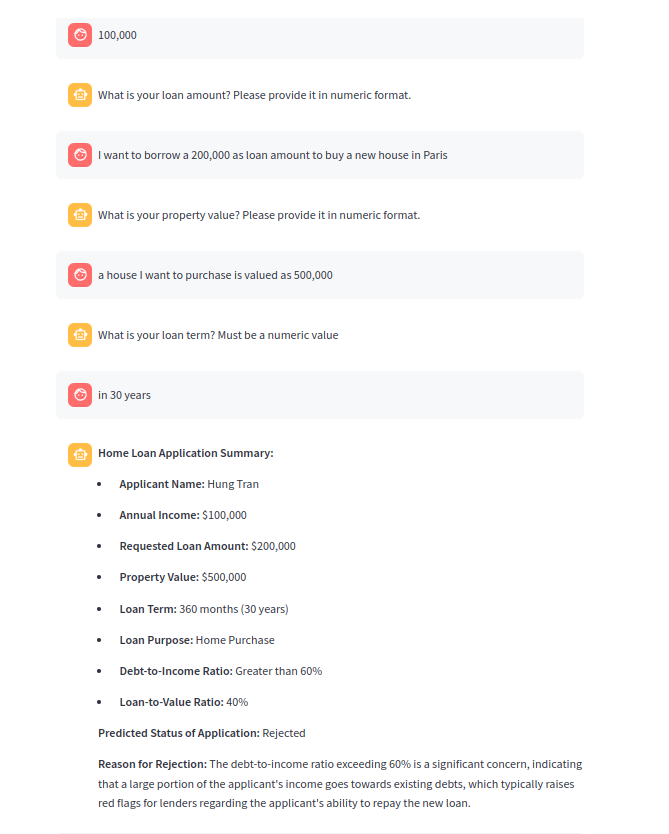 100,000
What is your loan amount? Please provide it in numeric format.
I want to borrow a 200,000 as loan amount to buy a new house in Paris
What is your property value? Please provide it in numeric format.
a house I want to purchase is valued as 500,000
What is your loan term? Must be a numeric value
in 30 years
Home Loan Application Summary:
• Applicant Name: Hung Tran
• Annual Income: $100,000
• Requested Loan Amount: $200,000
• Property Value: $500,000
• Loan Term: 360 months (30 years)
• Loan Purpose: Home Purchase
• Debt-to-Income Ratio: Greater than 60%
• Loan-to-Value Ratio: 40%
Predicted Status of Application: Rejected
Reason for Rejection: The debt-to-income ratio exceeding 60% is a significant concern, indicating
that a large portion of the applicant's income goes towards existing debts, which typically raises
red flags for lenders regarding the applicant's ability to repay the new loan.